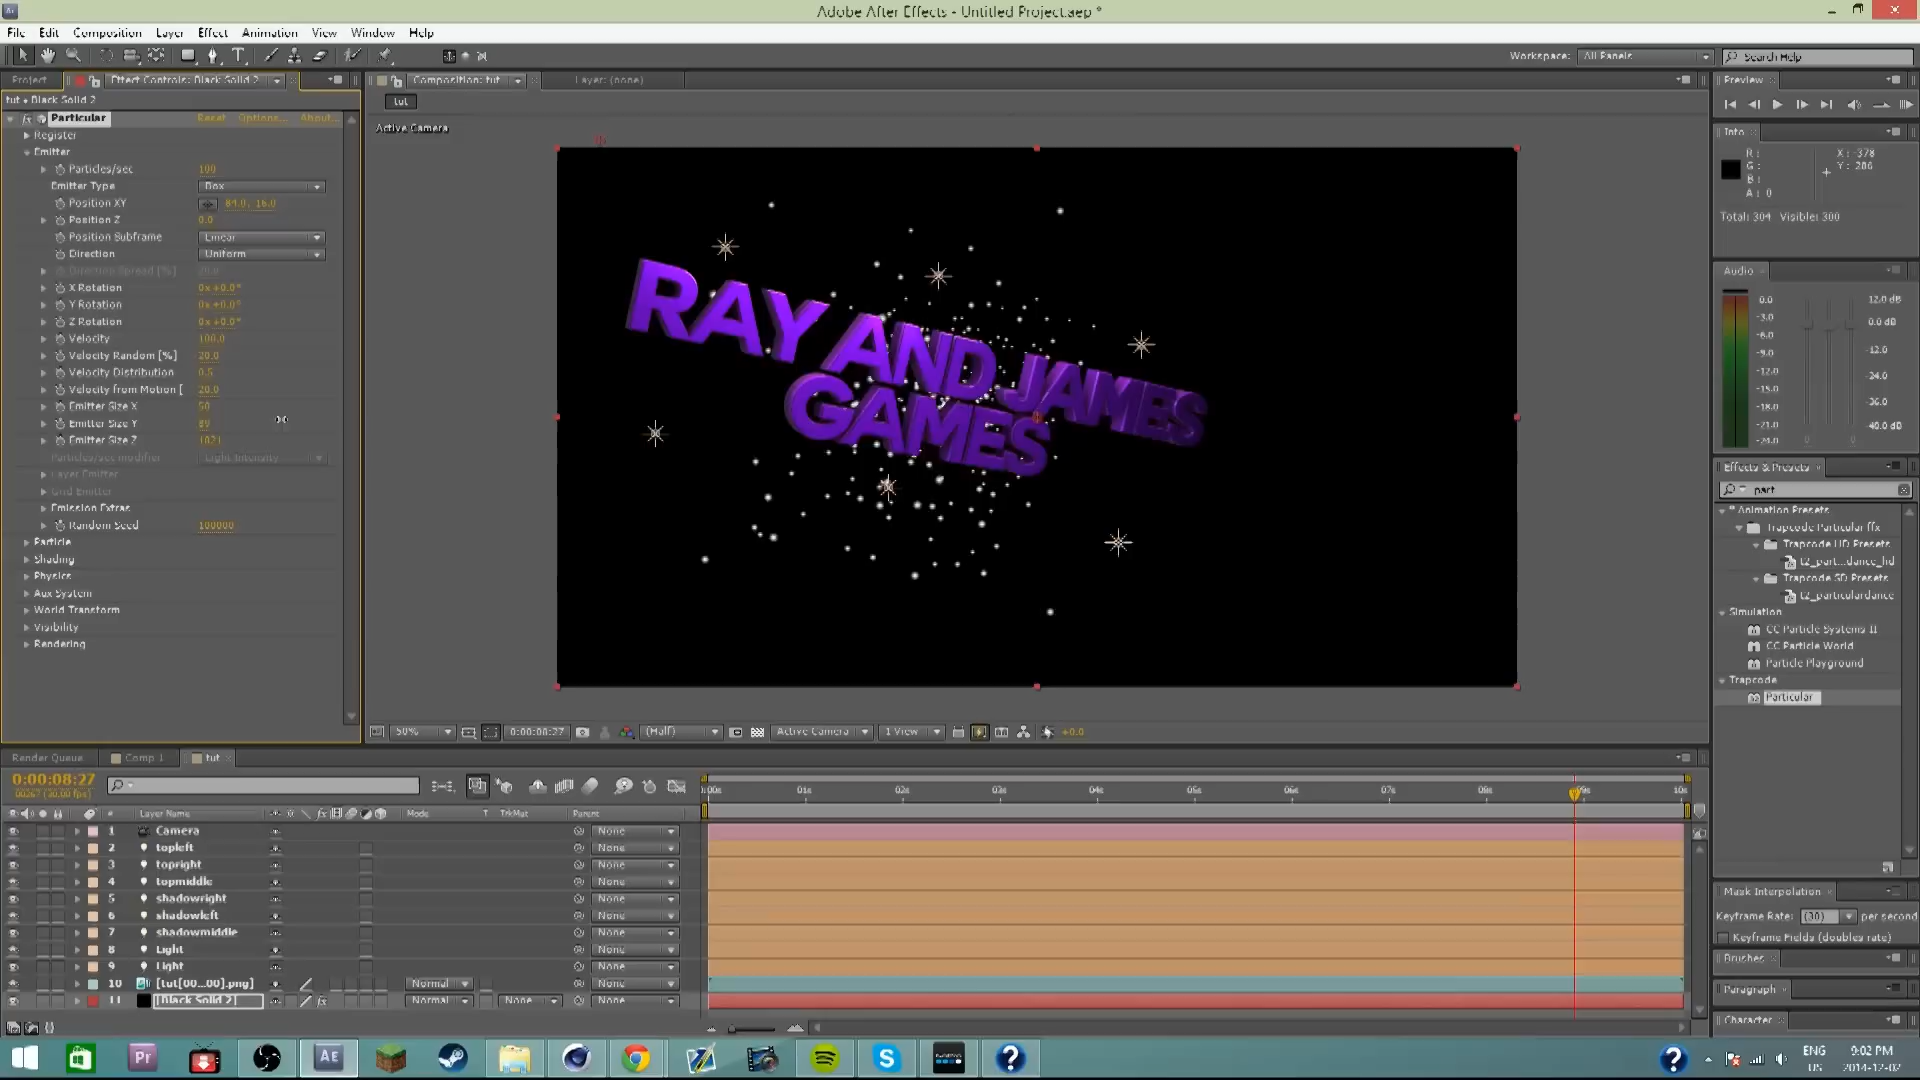 Adobe After Effects - Untitled Project.aep *
File Edit Composition Layer Effect Animation View Window Help
Workspace: All Panels Search Help
Project Effect Controls: Black Solid 2 Composition: tut Layer: (none) Preview
tut • Black Solid 2
tut
Active Camera
Particular Reset Options... About...
Register
Emitter
Particles/sec 100
Emitter Type Box
Position XY 84.0, 16.0
Position Z 0.0
Position Subframe Linear
Direction Uniform
X Rotation 0x +0.0°
Y Rotation 0x +0.0°
Z Rotation 0x +0.0°
Velocity 100.0
Velocity Random [%] 20.0
Velocity Distribution 0.5
Velocity from Motion [ 20.0
Emitter Size X 50
Emitter Size Y 89
Emitter Size Z 1021
Particles/sec modifier Light Intensity
Layer Emitter
Grid Emitter
Emission Extras
Random Seed 100000
Particle
Shading
Physics
Aux System
World Transform
Visibility
Rendering
RAY AND JAMES
GAMES
Info
R: X: -378
G: Y: 286
B:
A: 0
Total: 304 Visible: 300
Audio
0.0 12.0 dB
-3.0 0.0 dB
-6.0
-9.0 -12.0
-12.0
-15.0 -24.0
-18.0 -36.0
-21.0 -48.0 dB
-24.0
Effects & Presets
part
* Animation Presets
Trapcode Particular ffx
Trapcode HD Presets
t2_part...dance_hd
Trapcode SD Presets
t2_particulardance
Simulation
CC Particle Systems II
CC Particle World
Particle Playground
Trapcode
Particular
50% 0:00:08:27 (Half) Active Camera 1 View +0.0
Render Queue Comp 1 tut
0:00:08:27
00267 (30.00 fps)
:00s 01s 02s 03s 04s 05s 06s 07s 08s 09s 10s
# Layer Name Mode T TrkMat Parent
1 Camera None
2 topleft None
3 topright None
4 topmiddle None
5 shadowright None
6 shadowleft None
7 shadowmiddle None
8 Light None
9 Light None
10 [tut[00...00].png] Normal None
11 [Black Solid 2] Normal None None
Mask Interpolation
Keyframe Rate: (30) per second
Keyframe Fields (doubles rate)
Brushes
Paragraph
Character
Pr
Ae
ENG 9:02 PM
US 2014-12-02